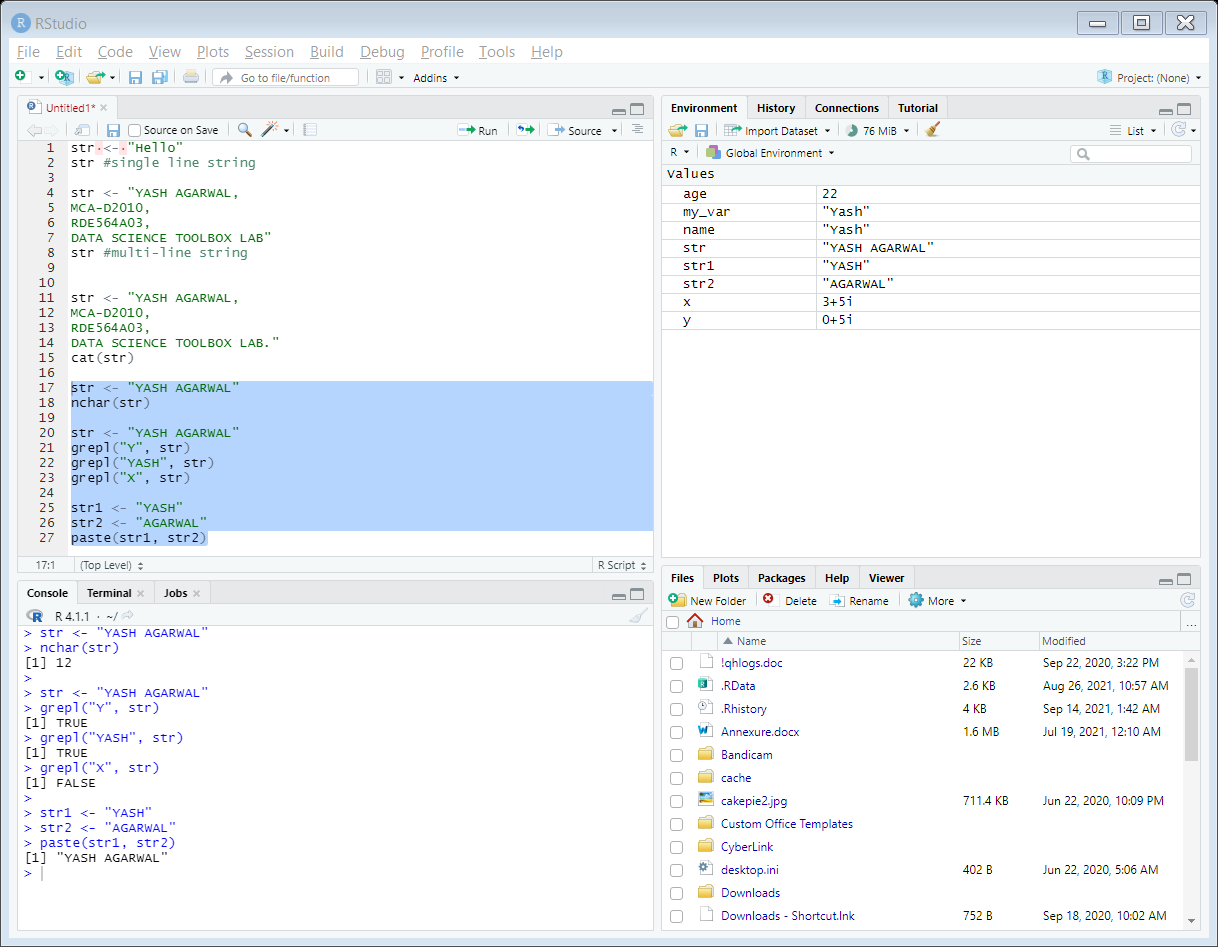 RStudio
File Edit Code View Plots Session Build Debug Profile Tools Help
Go to file/function Addins Project: (None)
Untitled1*
Source on Save Run Source
1 str <- "Hello"
2 str #single line string
3
4 str <- "YASH AGARWAL,
5 MCA-D2010,
6 RDE564A03,
7 DATA SCIENCE TOOLBOX LAB"
8 str #multi-line string
9
10
11 str <- "YASH AGARWAL,
12 MCA-D2010,
13 RDE564A03,
14 DATA SCIENCE TOOLBOX LAB."
15 cat(str)
16
17 str <- "YASH AGARWAL"
18 nchar(str)
19
20 str <- "YASH AGARWAL"
21 grepl("Y", str)
22 grepl("YASH", str)
23 grepl("X", str)
24
25 str1 <- "YASH"
26 str2 <- "AGARWAL"
27 paste(str1, str2)
17:1 (Top Level) R Script
Console Terminal Jobs
R 4.1.1 · ~/
> str <- "YASH AGARWAL"
> nchar(str)
[1] 12
>
> str <- "YASH AGARWAL"
> grepl("Y", str)
[1] TRUE
> grepl("YASH", str)
[1] TRUE
> grepl("X", str)
[1] FALSE
>
> str1 <- "YASH"
> str2 <- "AGARWAL"
> paste(str1, str2)
[1] "YASH AGARWAL"
>
Environment History Connections Tutorial
Import Dataset 76 MiB List
R Global Environment
Values
age 22
my_var "Yash"
name "Yash"
str "YASH AGARWAL"
str1 "YASH"
str2 "AGARWAL"
x 3+5i
y 0+5i
Files Plots Packages Help Viewer
New Folder Delete Rename More
Home ...
Name Size Modified
!qhlogs.doc 22 KB Sep 22, 2020, 3:22 PM
.RData 2.6 KB Aug 26, 2021, 10:57 AM
.Rhistory 4 KB Sep 14, 2021, 1:42 AM
Annexure.docx 1.6 MB Jul 19, 2021, 12:10 AM
Bandicam
cache
cakepie2.jpg 711.4 KB Jun 22, 2020, 10:09 PM
Custom Office Templates
CyberLink
desktop.ini 402 B Jun 22, 2020, 5:06 AM
Downloads
Downloads - Shortcut.lnk 752 B Sep 18, 2020, 10:02 AM